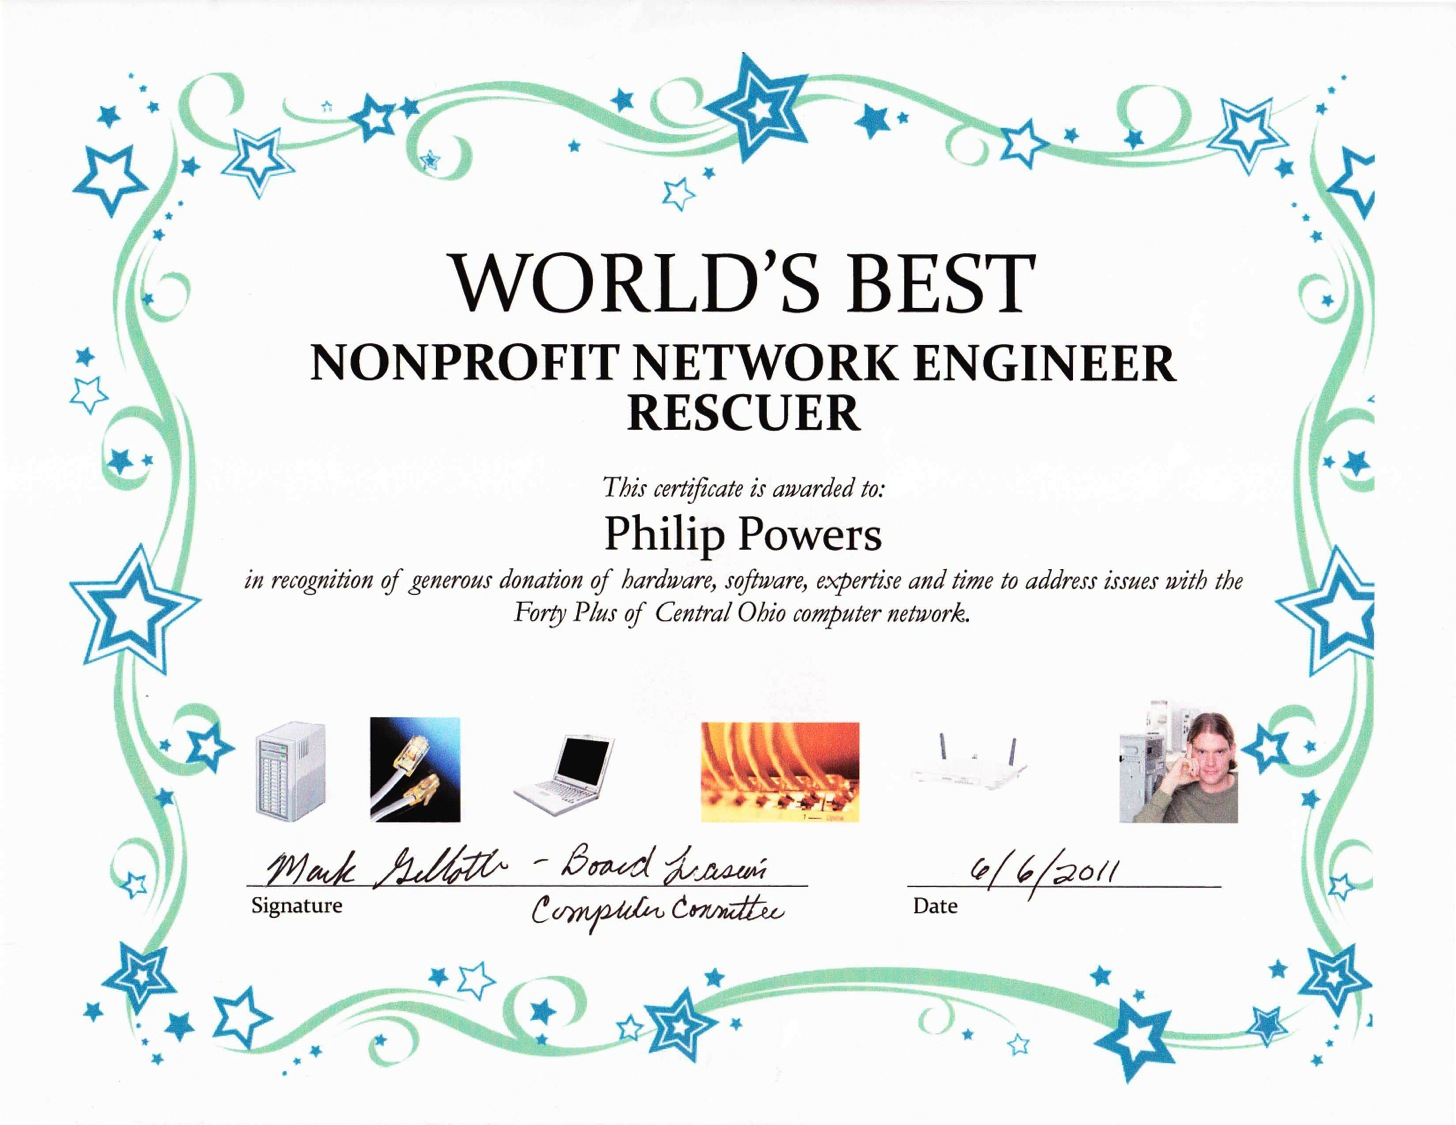 WORLD'S BEST
NONPROFIT NETWORK ENGINEER
RESCUER
This certificate is awarded to:
Philip Powers
in recognition of generous donation of hardware, software, expertise and time to address issues with the
Forty Plus of Central Ohio computer network.
Mark - Board Liason
6/6/2011
Signature
Computer Committee
Date